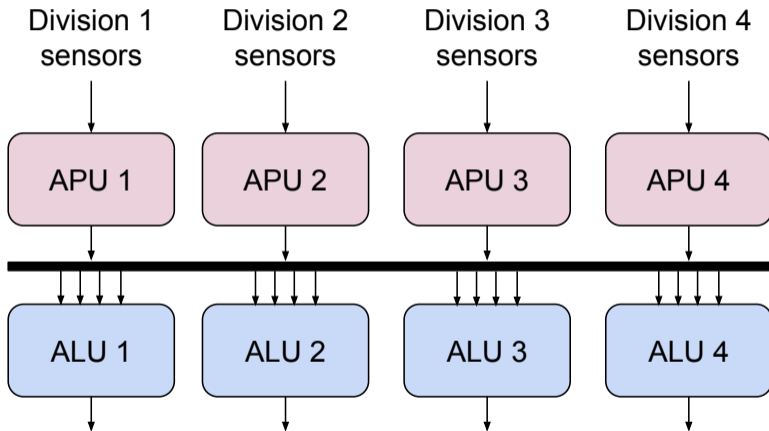 Division 1
sensors
Division 2
sensors
Division 3
sensors
Division 4
sensors
APU 1
APU 2
APU 3
APU 4
ALU 1
ALU 2
ALU 3
ALU 4